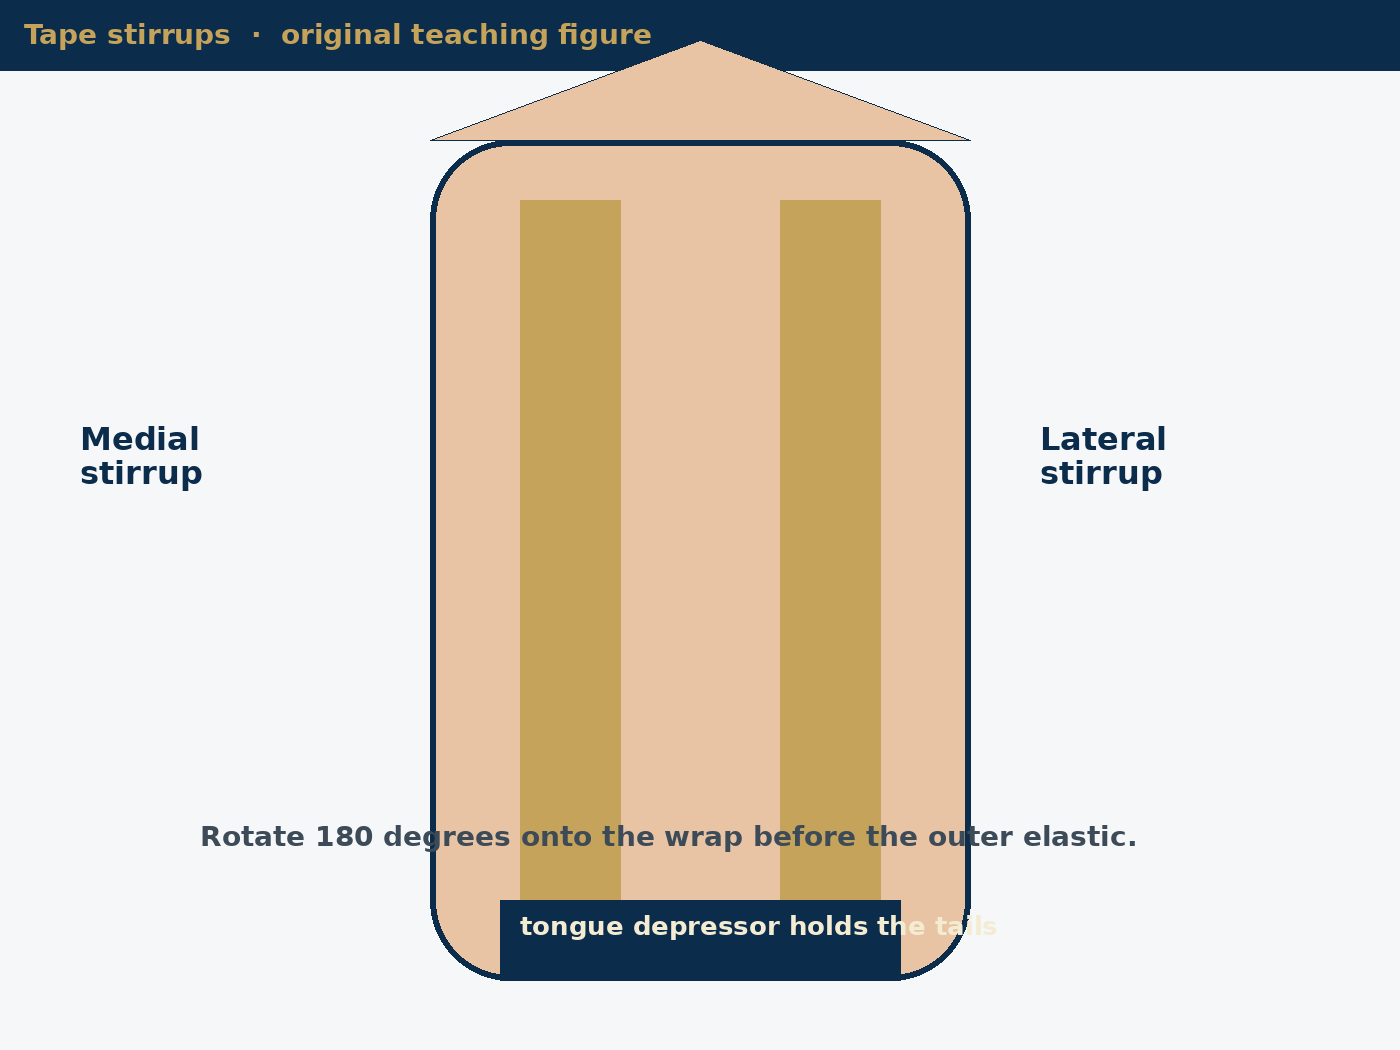 Tape stirrups · original teaching figure
Medial
stirrup
Lateral
stirrup
Rotate 180 degrees onto the wrap before the outer elastic.
tongue depressor holds the tails